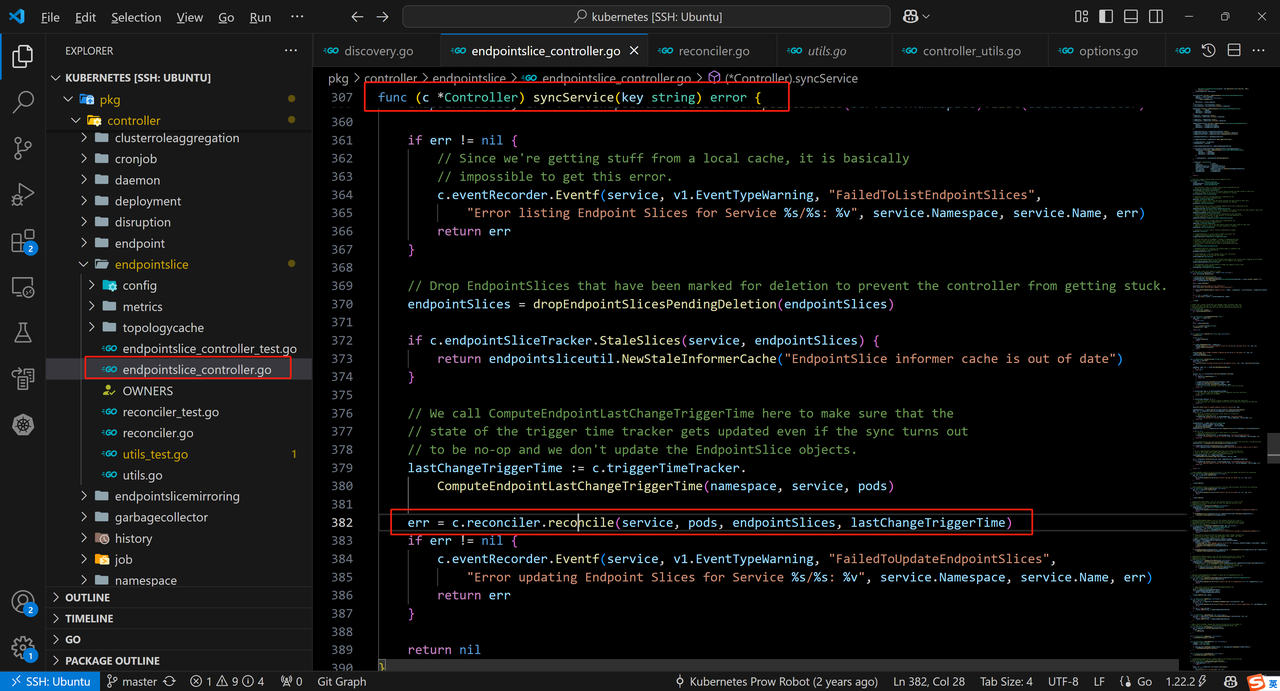 File Edit Selection View Go Run ··· kubernetes [SSH: Ubuntu]
EXPLORER ···
discovery.go endpointslice_controller.go reconciler.go utils.go controller_utils.go options.go
KUBERNETES [SSH: UBUNTU]
pkg
controller
clusterroleaggregation
cronjob
daemon
deployment
disruption
endpoint
endpointslice
config
metrics
topologycache
endpointslice_controller_test.go
endpointslice_controller.go
OWNERS
reconciler_test.go
reconciler.go
utils_test.go 1
utils.go
endpointslicemirroring
garbagecollector
history
job
namespace
OUTLINE
TIMELINE
GO
PACKAGE OUTLINE
2
2
1
pkg > controller > endpointslice > endpointslice_controller.go > (*Controller).syncService
307 func (c *Controller) syncService(key string) error {
360
361 if err != nil {
362 // Since we're getting stuff from a local cache, it is basically
363 // impossible to get this error.
364 c.eventRecorder.Eventf(service, v1.EventTypeWarning, "FailedToListEndpointSlices",
365 "Error listing Endpoint Slices for Service %s/%s: %v", service.Namespace, service.Name, err)
366 return err
367 }
368
369 // Drop EndpointSlices that have been marked for deletion to prevent the controller from getting stuck.
370 endpointSlices = dropEndpointSlicesPendingDeletion(endpointSlices)
371
372 if c.endpointSliceTracker.StaleSlices(service, endpointSlices) {
373 return endpointsliceutil.NewStaleInformerCache("EndpointSlice informer cache is out of date")
374 }
375
376 // We call ComputeEndpointLastChangeTriggerTime here to make sure that the
377 // state of the trigger time tracker gets updated even if the sync turns out
378 // to be no-op and we don't update the EndpointSlice objects.
379 lastChangeTriggerTime := c.triggerTimeTracker.
380 ComputeEndpointLastChangeTriggerTime(namespace, service, pods)
381
382 err = c.reconciler.reconcile(service, pods, endpointSlices, lastChangeTriggerTime)
383 if err != nil {
384 c.eventRecorder.Eventf(service, v1.EventTypeWarning, "FailedToUpdateEndpointSlices",
385 "Error updating Endpoint Slices for Service %s/%s: %v", service.Namespace, service.Name, err)
386 return err
387 }
388
389 return nil
390 }
SSH: Ubuntu master 1 9 4 0 Git Graph Kubernetes Prow Robot (2 years ago) Ln 382, Col 28 Tab Size: 4 UTF-8 LF Go 1.22.2 英